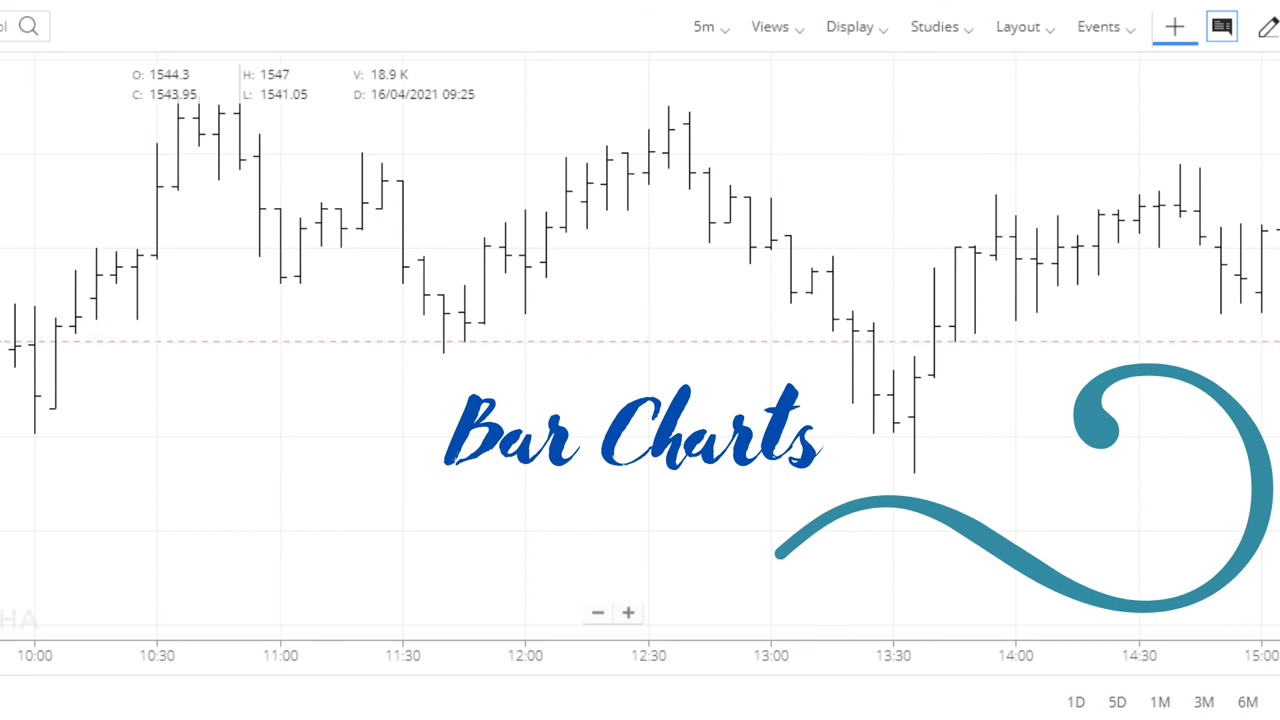 ol
5m Views Display Studies Layout Events
O: 1544.3 H: 1547 V: 18.9 K
C: 1543.95 L: 1541.05 D: 16/04/2021 09:25
Bar Charts
HA
10:00 10:30 11:00 11:30 12:00 12:30 13:00 13:30 14:00 14:30 15:00
1D 5D 1M 3M 6M